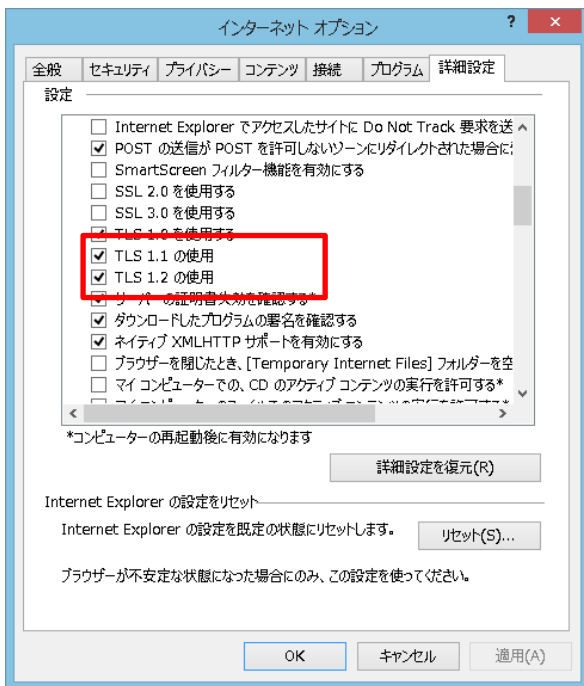 インターネット オプション
?
×
全般 セキュリティ プライバシー コンテンツ 接続 プログラム 詳細設定
設定
Internet Explorer でアクセスしたサイトに Do Not Track 要求を送
POST の送信が POST を許可しないゾーンにリダイレクトされた場合に
SmartScreen フィルター機能を有効にする
SSL 2.0 を使用する
SSL 3.0 を使用する
TLS 1.0 を使用する
TLS 1.1 の使用
TLS 1.2 の使用
サーバーの証明書失効を確認する*
ダウンロードしたプログラムの署名を確認する
ネイティブ XMLHTTP サポートを有効にする
ブラウザーを閉じたとき、[Temporary Internet Files] フォルダーを空
マイ コンピューターでの、CD のアクティブ コンテンツの実行を許可する*
*コンピューターの再起動後に有効になります
詳細設定を復元(R)
Internet Explorer の設定をリセット
Internet Explorer の設定を既定の状態にリセットします。
リセット(S)...
ブラウザーが不安定な状態になった場合にのみ、この設定を使ってください。
OK キャンセル 適用(A)